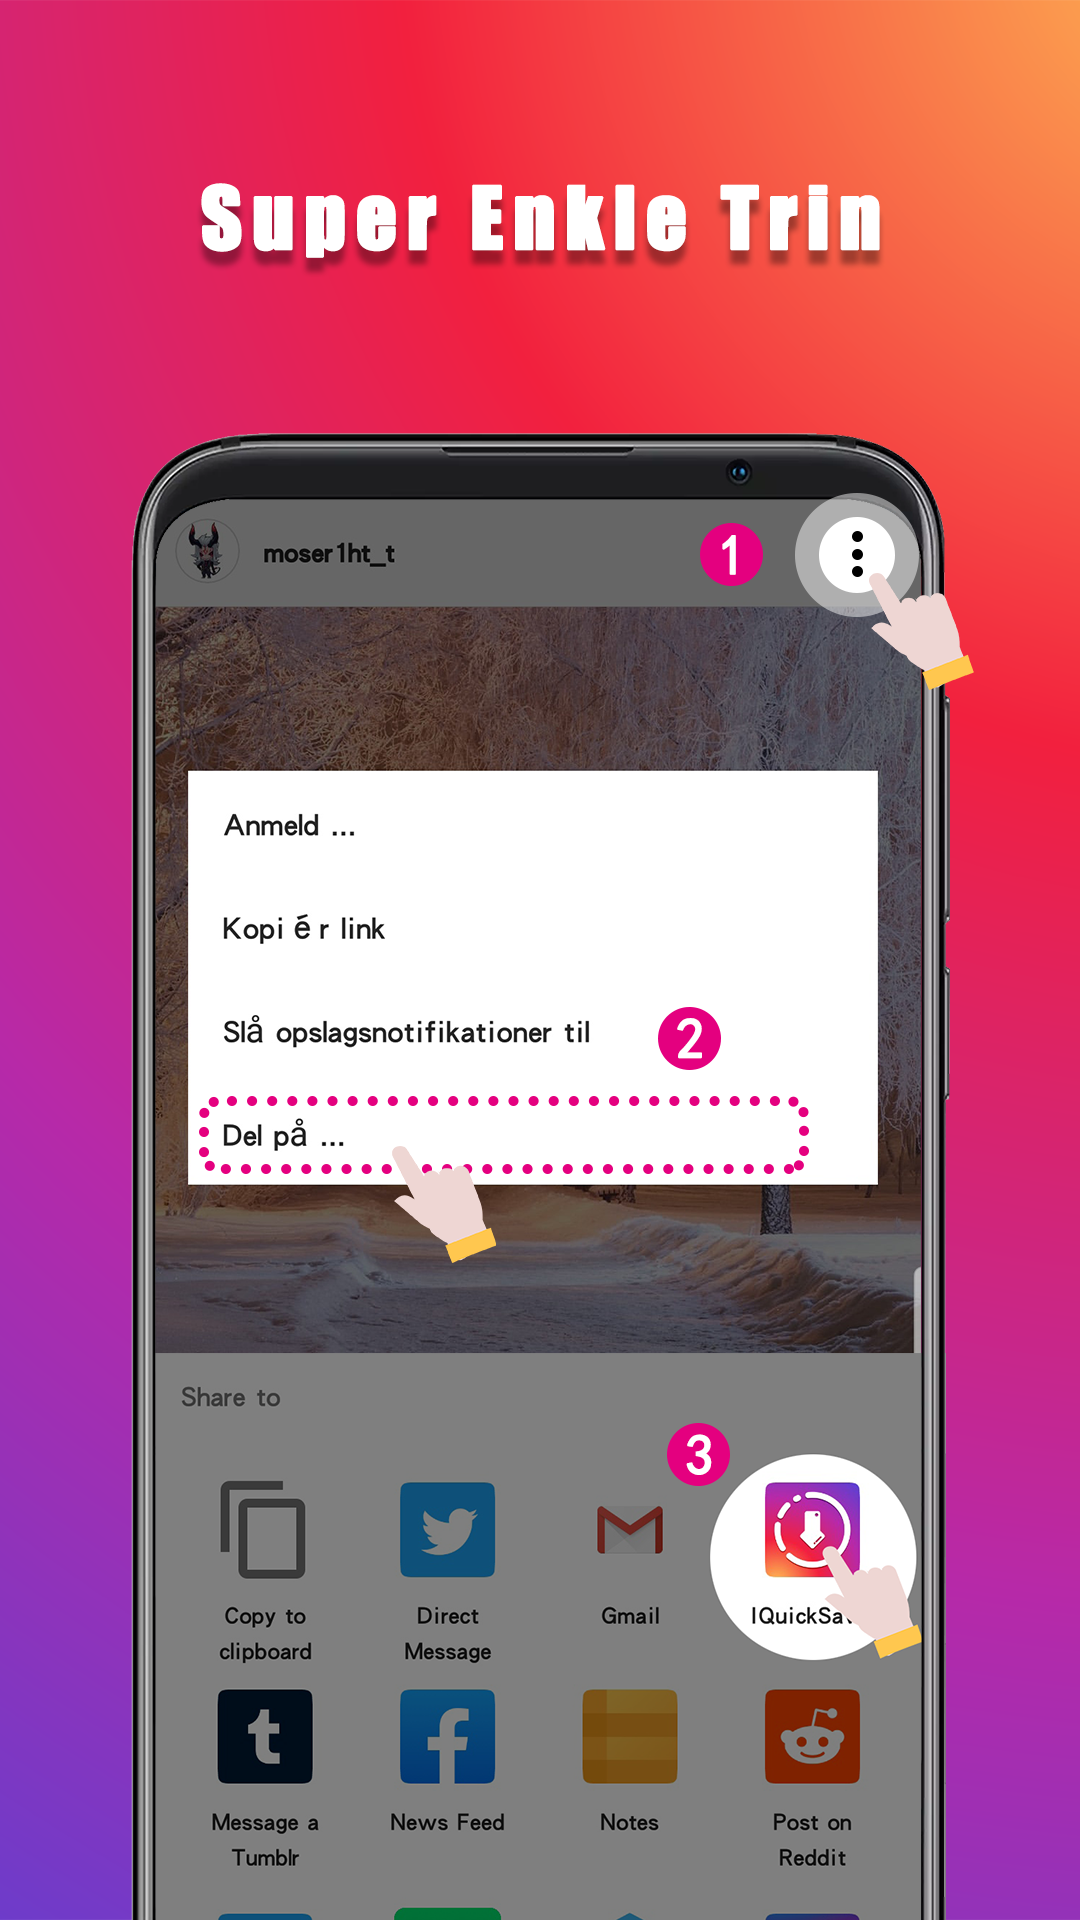 Super Enkle Trin
moser1ht_t
1
Anmeld ...
Kopi é r link
Slå opslagsnotifikationer til
2
Del på ...
Share to
3
Copy to
clipboard
Direct
Message
Gmail
IQuickSa
Message a
Tumblr
News Feed
Notes
Post on
Reddit